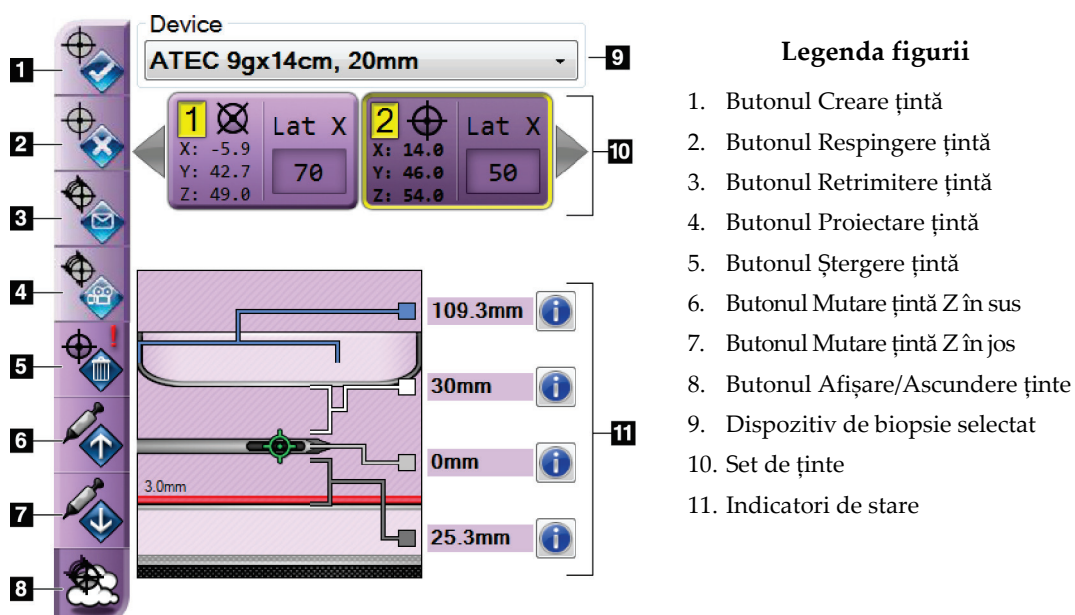 Device
ATEC 9gx14cm, 20mm
1
2
3
4
5
6
7
8
9
10
11
1
X: -5.9
Y: 42.7
Z: 49.0
Lat X
70
2
X: 14.0
Y: 46.0
Z: 54.0
Lat X
50
109.3mm
30mm
0mm
3.0mm
25.3mm
Legenda figurii
1. Butonul Creare țintă
2. Butonul Respingere țintă
3. Butonul Retrimitere țintă
4. Butonul Proiectare țintă
5. Butonul Ștergere țintă
6. Butonul Mutare țintă Z în sus
7. Butonul Mutare țintă Z în jos
8. Butonul Afișare/Ascundere ținte
9. Dispozitiv de biopsie selectat
10. Set de ținte
11. Indicatori de stare